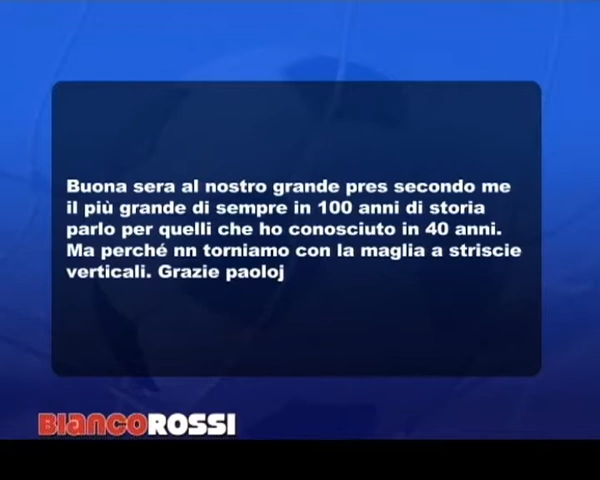 Buona sera al nostro grande pres secondo me
il più grande di sempre in 100 anni di storia
parlo per quelli che ho conosciuto in 40 anni.
Ma perché nn torniamo con la maglia a striscie
verticali. Grazie paoloj
BIANCOROSSI